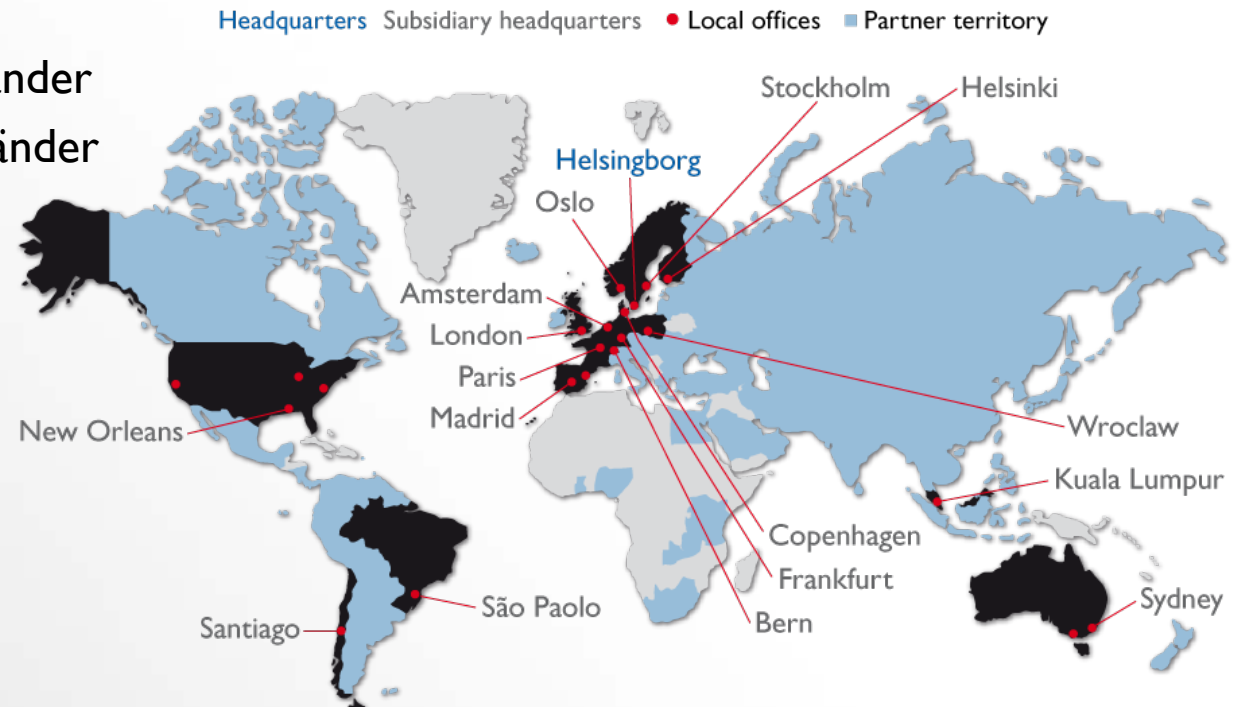 Headquarters Subsidiary headquarters Local offices Partner territory
änder
Stockholm
Helsinki
Helsingborg
Oslo
Amsterdam
London
Paris
Madrid
New Orleans
Wroclaw
Kuala Lumpur
Copenhagen
Frankfurt
Bern
São Paolo
Santiago
Sydney